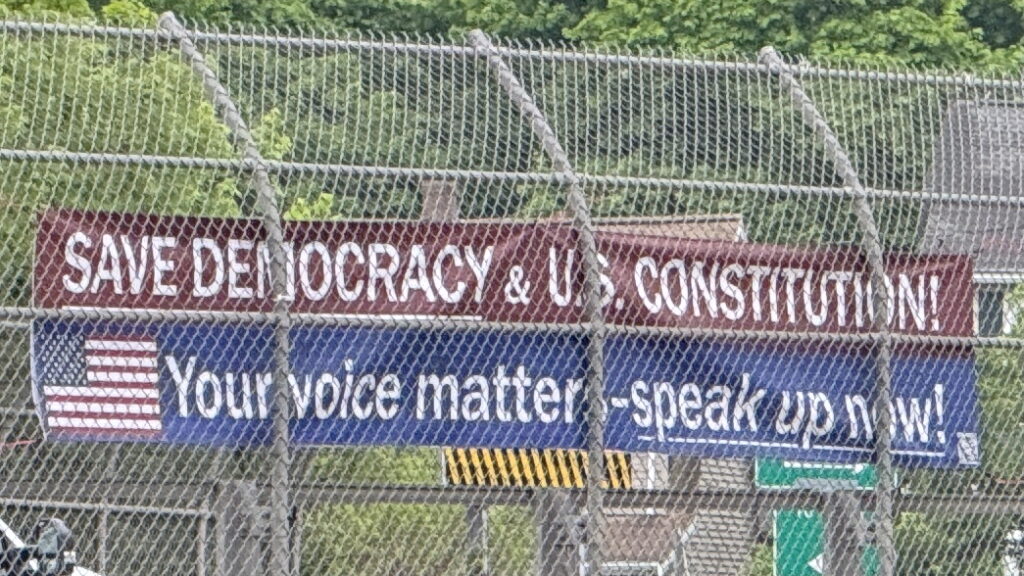 SAVE DEMOCRACY & U.S. CONSTITUTION!
Your voice matters-speak up now!